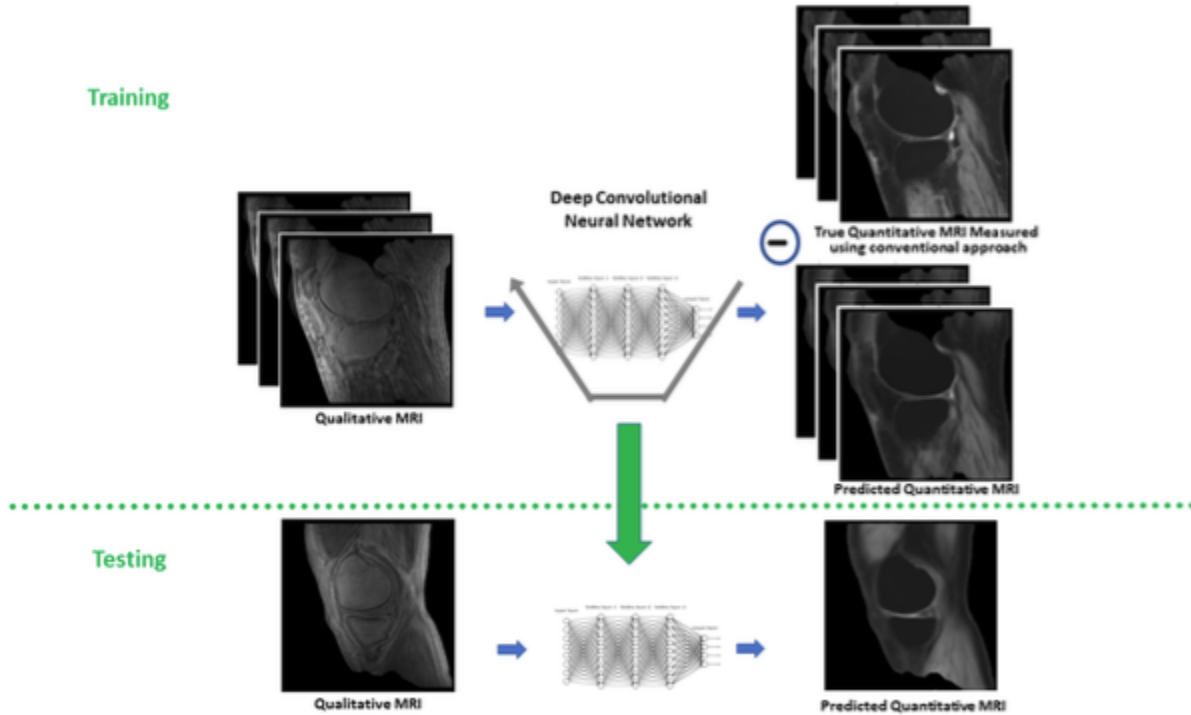 Training
Deep Convolutional
Neural Network
True Quantitative MRI Measured
using conventional approach
Qualitative MRI
Predicted Quantitative MRI
Testing
Qualitative MRI
Predicted Quantitative MRI